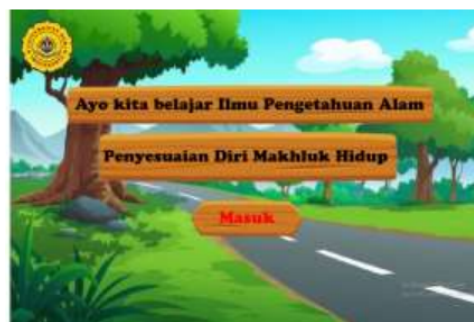 Ayo kita belajar Ilmu Pengetahuan Alam
Penyesuaian Diri Makhluk Hidup
Masuk